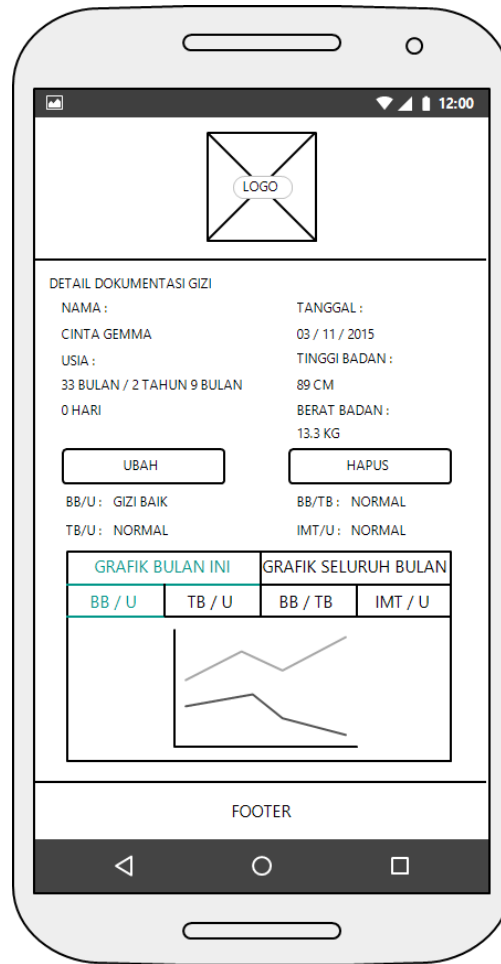 12:00
LOGO
DETAIL DOKUMENTASI GIZI
NAMA :
CINTA GEMMA
USIA :
33 BULAN / 2 TAHUN 9 BULAN
0 HARI
TANGGAL :
03 / 11 / 2015
TINGGI BADAN :
89 CM
BERAT BADAN :
13.3 KG
UBAH HAPUS
BB/U : GIZI BAIK BB/TB : NORMAL
TB/U : NORMAL IMT/U : NORMAL
GRAFIK BULAN INI GRAFIK SELURUH BULAN
BB / U TB / U BB / TB IMT / U
FOOTER